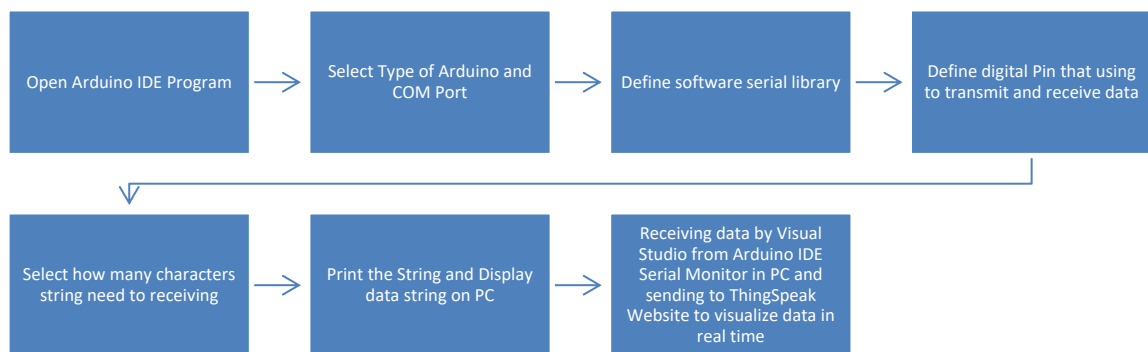 Open Arduino IDE Program
Select Type of Arduino and
COM Port
Define software serial library
Define digital Pin that using
to transmit and receive data
Select how many characters
string need to receiving
Print the String and Display
data string on PC
Receiving data by Visual
Studio from Arduino IDE
Serial Monitor in PC and
sending to ThingSpeak
Website to visualize data in
real time